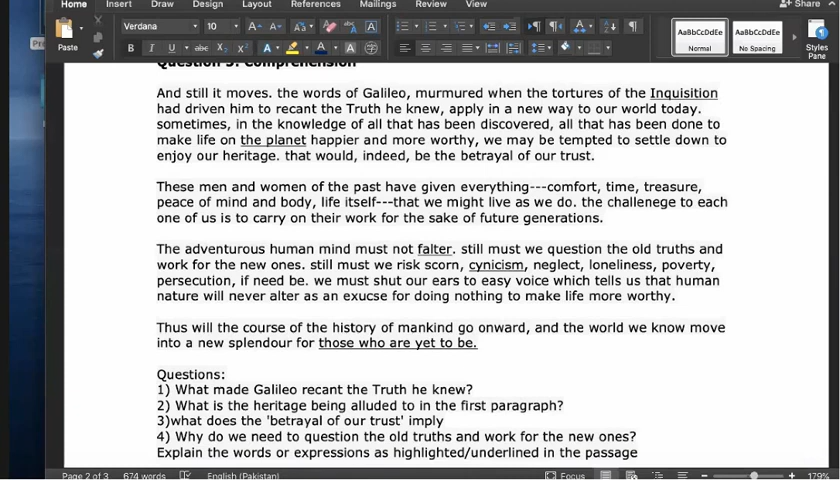 Home Insert Draw Design Layout References Mailings Review View Share
Verdana 10
Paste
AaBbCcDdEe AaBbCcDdEe
Normal No Spacing Styles Pane
Question 5: Comprehension
And still it moves. the words of Galileo, murmured when the tortures of the Inquisition
had driven him to recant the Truth he knew, apply in a new way to our world today.
sometimes, in the knowledge of all that has been discovered, all that has been done to
make life on the planet happier and more worthy, we may be tempted to settle down to
enjoy our heritage. that would, indeed, be the betrayal of our trust.
These men and women of the past have given everything---comfort, time, treasure,
peace of mind and body, life itself---that we might live as we do. the challenege to each
one of us is to carry on their work for the sake of future generations.
The adventurous human mind must not falter. still must we question the old truths and
work for the new ones. still must we risk scorn, cynicism, neglect, loneliness, poverty,
persecution, if need be. we must shut our ears to easy voice which tells us that human
nature will never alter as an exucse for doing nothing to make life more worthy.
Thus will the course of the history of mankind go onward, and the world we know move
into a new splendour for those who are yet to be.
Questions:
1) What made Galileo recant the Truth he knew?
2) What is the heritage being alluded to in the first paragraph?
3)what does the 'betrayal of our trust' imply
4) Why do we need to question the old truths and work for the new ones?
Explain the words or expressions as highlighted/underlined in the passage
Page 2 of 3 674 words English (Pakistan) Focus 179%